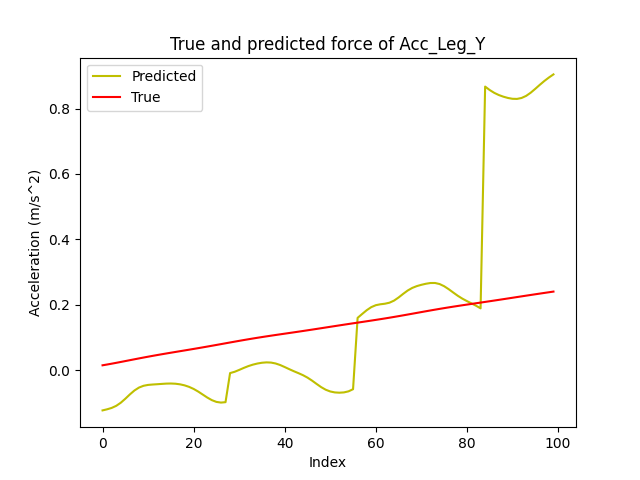 True and predicted force of Acc_Leg_Y
Predicted
True
Acceleration (m/s^2)
0.8
0.6
0.4
0.2
0.0
0 20 40 60 80 100
Index